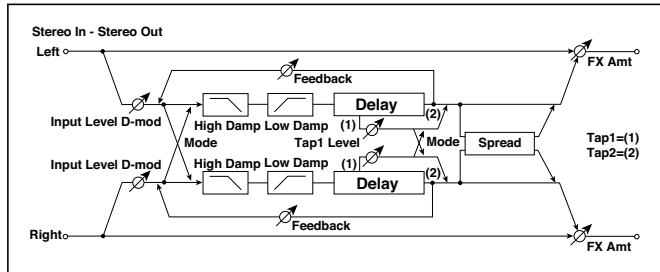 Stereo In - Stereo Out
Left
FX Amt
Feedback
Input Level D-mod
High Damp Low Damp
Delay
(1)
(2)
Mode
Tap1 Level
Mode
Spread
Tap1=(1)
Tap2=(2)
Input Level D-mod
High Damp Low Damp
(1)
Delay
(2)
Feedback
Right
FX Amt